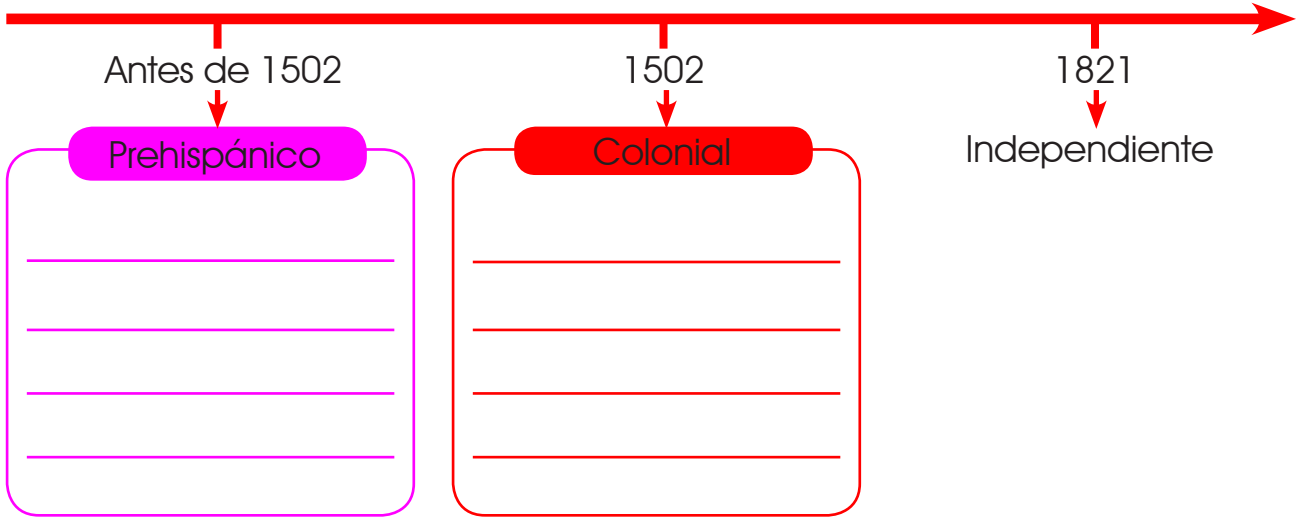 Antes de 1502
1502
1821
Prehispánico
Colonial
Independiente